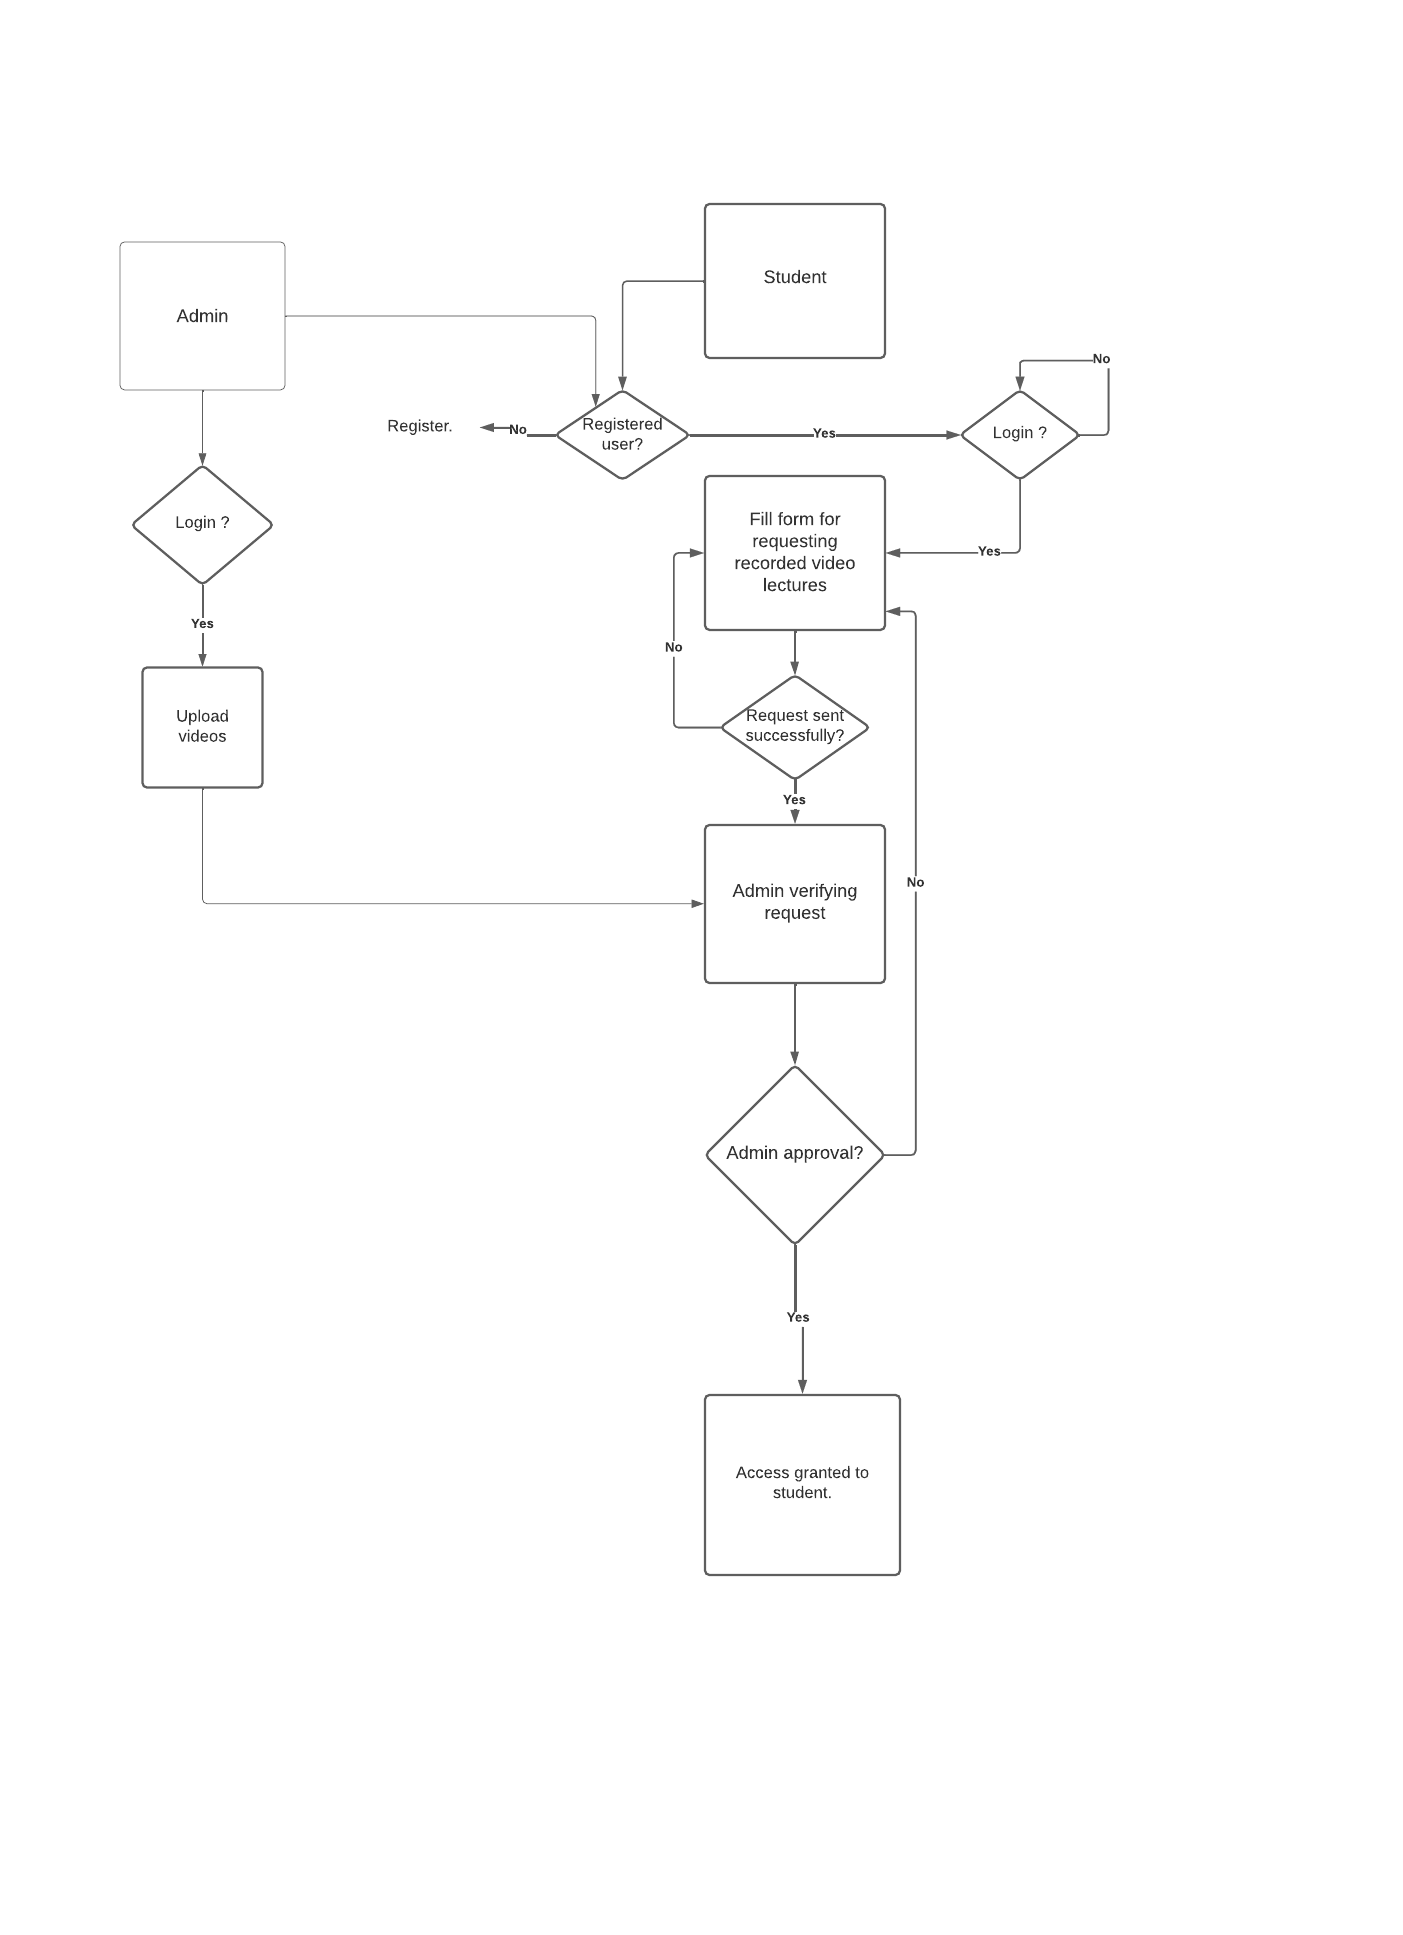 Student
Admin
No
Register.
No
Registered
user?
Yes
Login ?
Login ?
Fill form for
requesting
recorded video
lectures
Yes
Yes
No
Upload
videos
Request sent
successfully?
Yes
No
Admin verifying
request
Admin approval?
Yes
Access granted to
student.